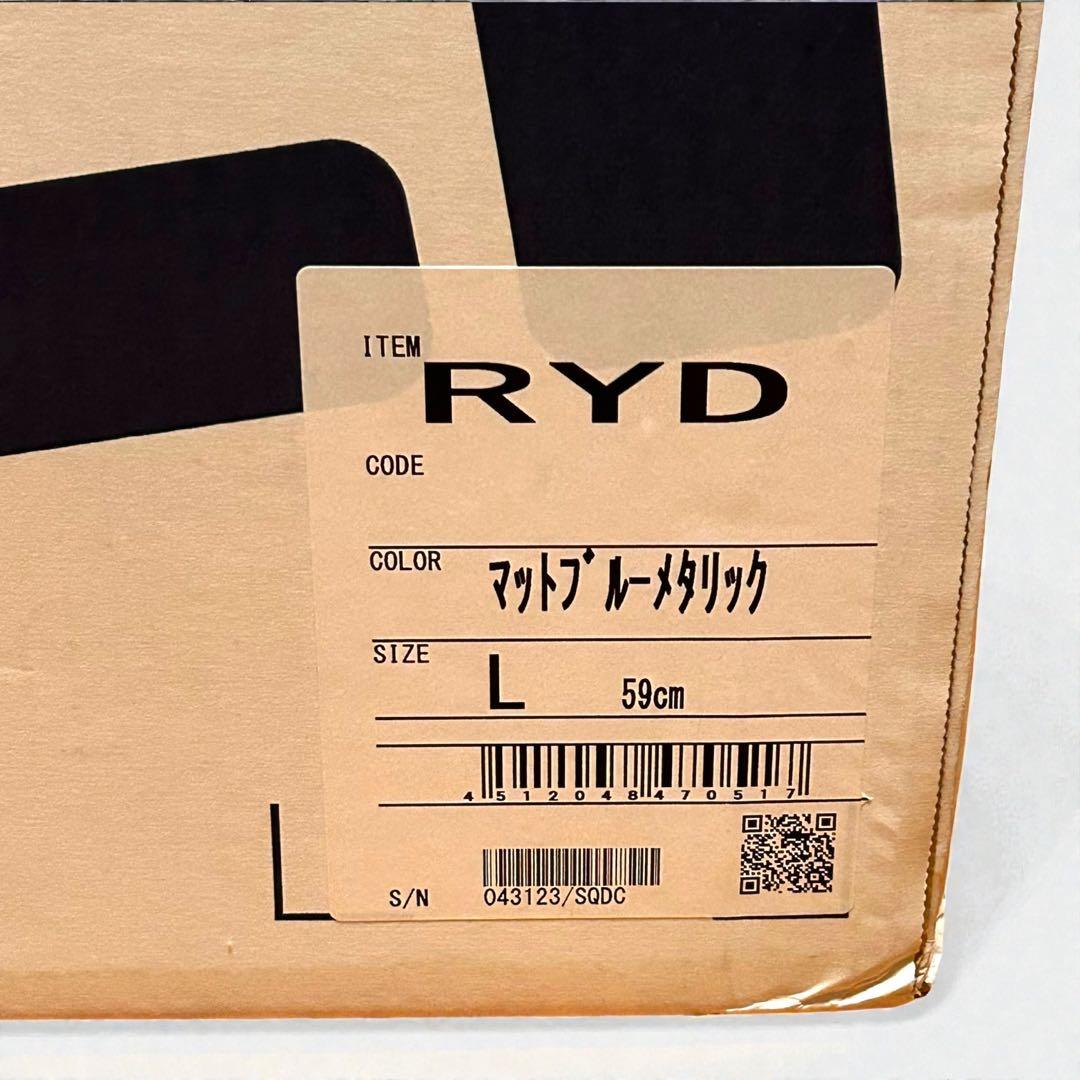 ITEM
RYD
CODE
COLOR マットブルーメタリック
SIZE L 59cm
4512048470517
S/N 043123/SQDC
L